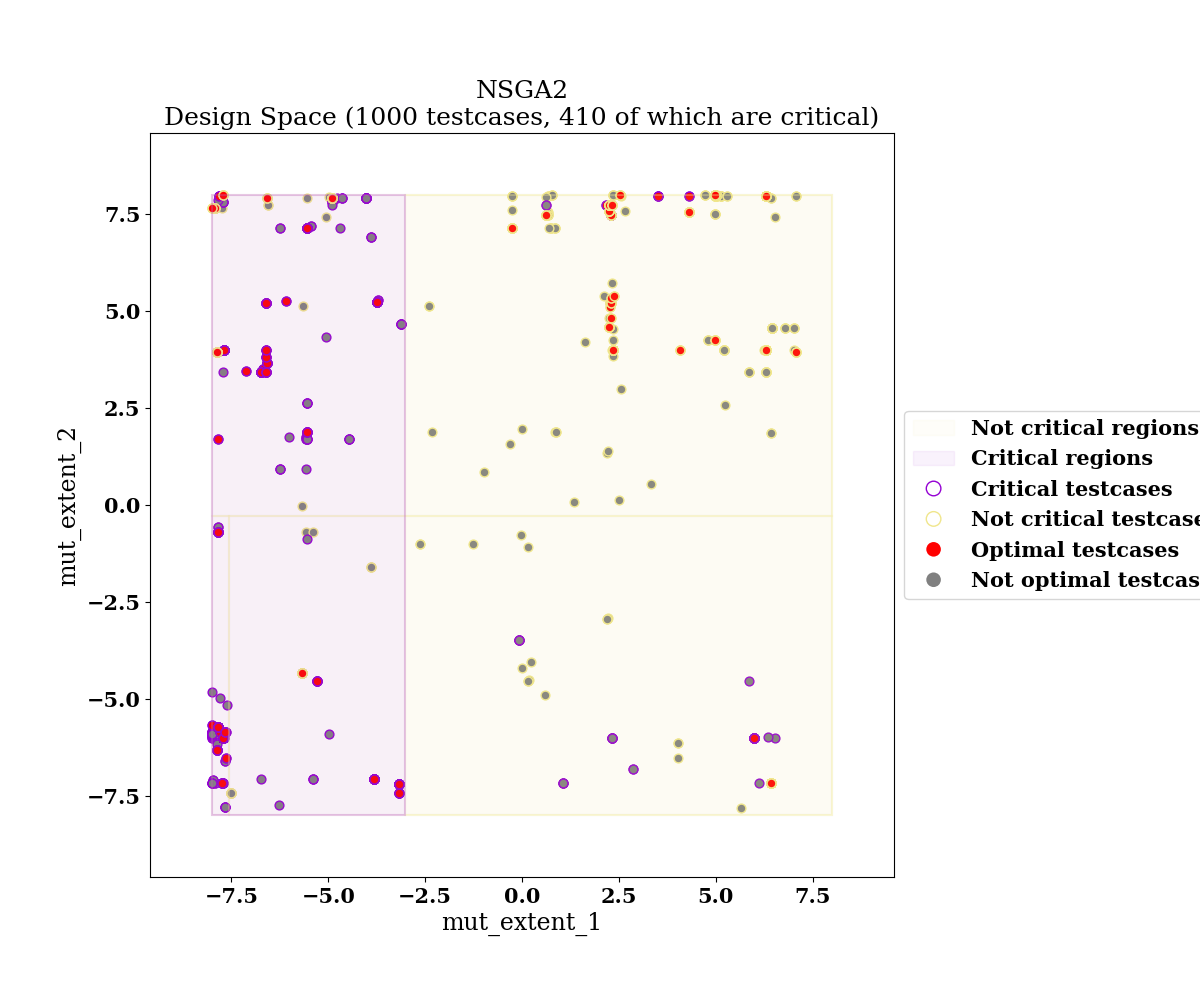 NSGA2
Design Space (1000 testcases, 410 of which are critical)
mut_extent_2
7.5
5.0
2.5
0.0
−2.5
−5.0
−7.5
−7.5
−5.0
−2.5
0.0
2.5
5.0
7.5
mut_extent_1
Not critical regions
Critical regions
Critical testcases
Not critical testcase
Optimal testcases
Not optimal testcas